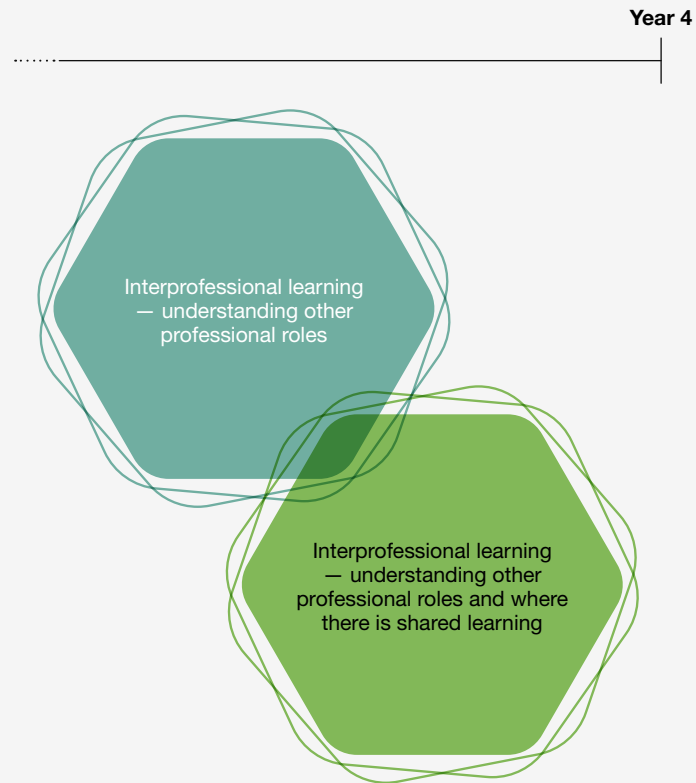 Year 4
Interprofessional learning
— understanding other
professional roles
Interprofessional learning
— understanding other
professional roles and where
there is shared learning